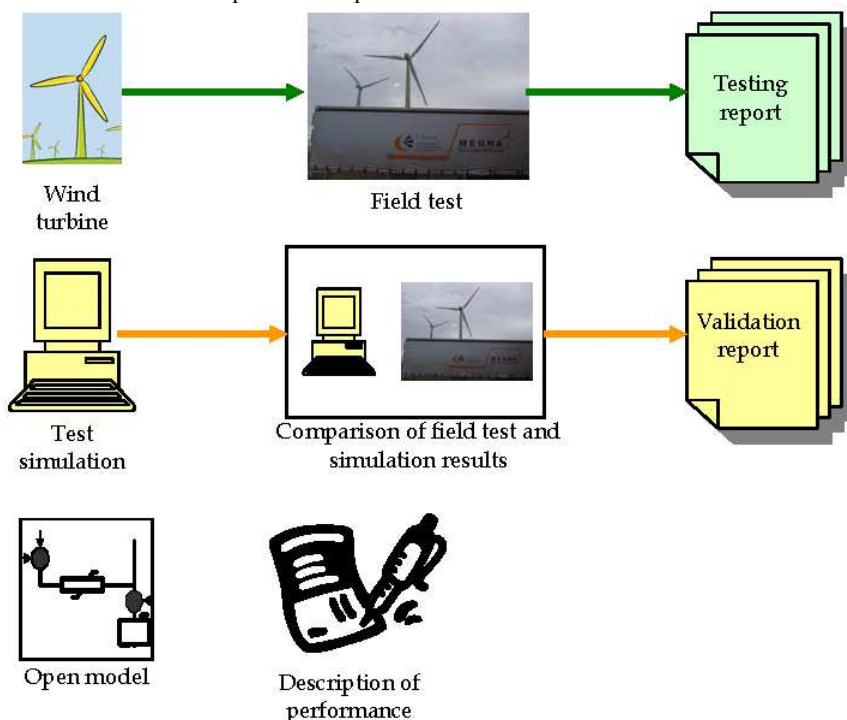 Testing
report
MEGHA
Wind
turbine
Field test
Validation
report
Test
simulation
Comparison of field test and
simulation results
Open model
Description of
performance